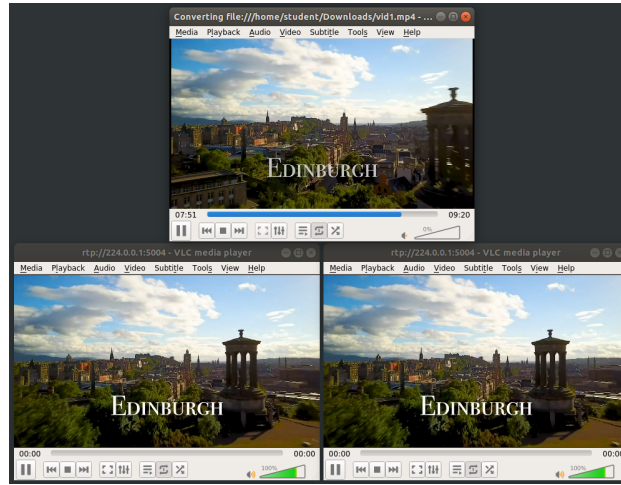 Converting file:///home/student/Downloads/vid1.mp4 - ...
Media Playback Audio Video Subtitle Tools View Help
EDINBURGH
07:51 09:20
0%
rtp://224.0.0.1:5004 - VLC media player
Media Playback Audio Video Subtitle Tools View Help
EDINBURGH
00:00 00:00
100%
rtp://224.0.0.1:5004 - VLC media player
Media Playback Audio Video Subtitle Tools View Help
EDINBURGH
00:00 00:00
100%